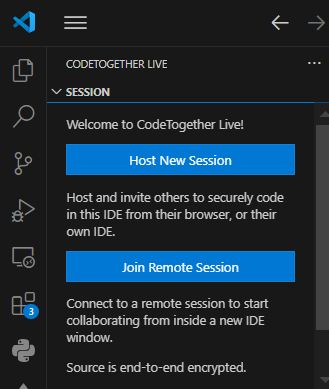 CODETOGETHER LIVE
SESSION
Welcome to CodeTogether Live!
Host New Session
Host and invite others to securely code
in this IDE from their browser, or their
own IDE.
Join Remote Session
Connect to a remote session to start
collaborating from inside a new IDE
window.
3
Source is end-to-end encrypted.